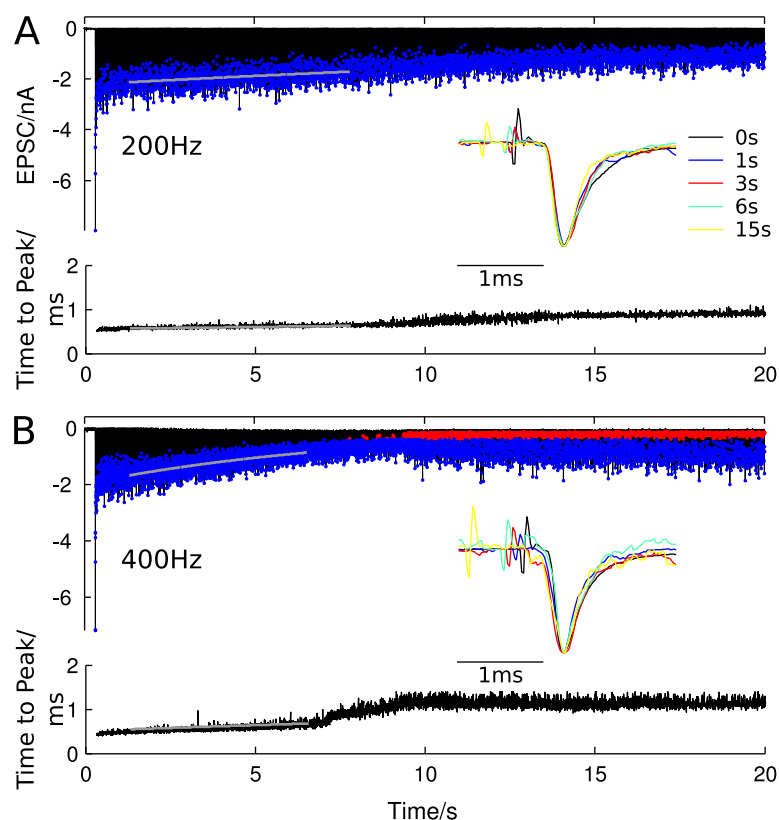 A
0
-2
-4
-6
EPSC/nA
200Hz
0s
1s
3s
6s
15s
1ms
2
1
0
Time to Peak/
ms
0 5 10 15 20
B
0
-2
-4
-6
400Hz
1ms
2
1
0
Time to Peak/
ms
0 5 10 15 20
Time/s